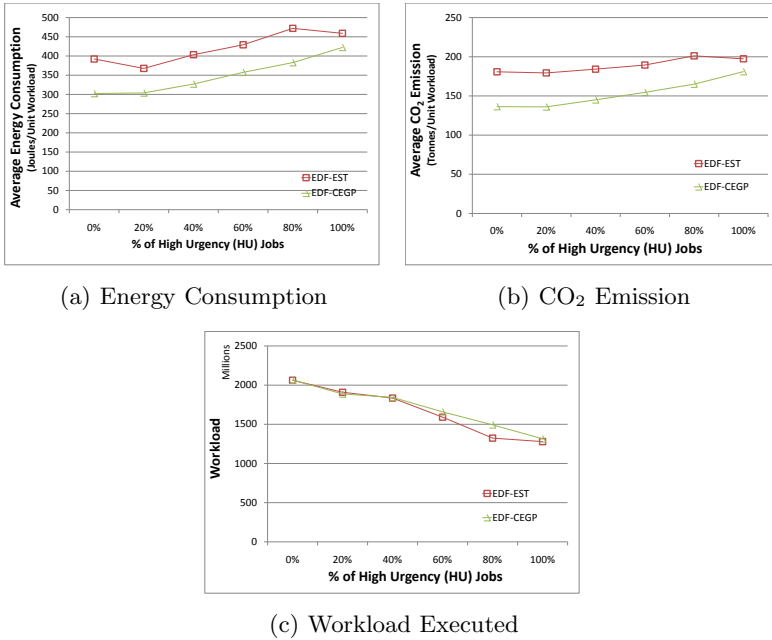 500
450
400
350
300
250
200
150
100
50
0
Average Energy Consumption
(Joules/Unit Workload)
EDF-EST
EDF-CEGP
0% 20% 40% 60% 80% 100%
% of High Urgency (HU) Jobs
(a) Energy Consumption
250
200
150
100
50
0
Average CO₂ Emission
(Tonnes/Unit Workload)
EDF-EST
EDF-CEGP
0% 20% 40% 60% 80% 100%
% of High Urgency (HU) Jobs
(b) CO₂ Emission
2500
2000
1500
1000
500
0
Millions
Workload
EDF-EST
EDF-CEGP
0% 20% 40% 60% 80% 100%
% of High Urgency (HU) Jobs
(c) Workload Executed